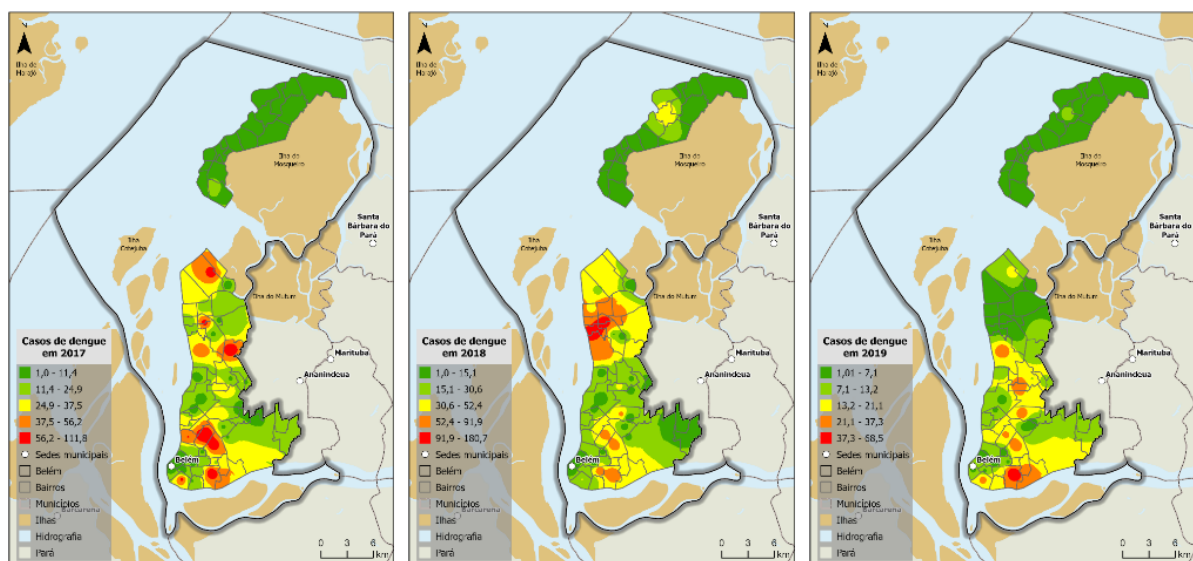 N
Ilha de
Marajó
Ilha do
Mosqueiro
Santa
Bárbara do
Pará
Ilha
Cotejuba
Ilha do Mutum
Casos de dengue
em 2017
1,0 - 11,4
11,4 - 24,9
24,9 - 37,5
37,5 - 56,2
56,2 - 111,8
Sedes municipais
Belém
Bairros
Municípios
Ilhas
Hidrografia
Pará
Marituba
Ananindeua
Belém
Barcarena
0 3 6
km
N
Ilha de
Marajó
Ilha do
Mosqueiro
Santa
Bárbara do
Pará
Ilha
Cotejuba
Ilha do Mutum
Casos de dengue
em 2018
1,0 - 15,1
15,1 - 30,6
30,6 - 52,4
52,4 - 91,9
91,9 - 180,7
Sedes municipais
Belém
Bairros
Municípios
Ilhas
Hidrografia
Pará
Marituba
Ananindeua
Belém
Barcarena
0 3 6
km
N
Ilha de
Marajó
Ilha do
Mosqueiro
Santa
Bárbara do
Pará
Ilha
Cotejuba
Ilha do Mutum
Casos de dengue
em 2019
1,01 - 7,1
7,1 - 13,2
13,2 - 21,1
21,1 - 37,3
37,3 - 68,5
Sedes municipais
Belém
Bairros
Municípios
Ilhas
Hidrografia
Pará
Marituba
Ananindeua
Belém
Barcarena
0 3 6
km